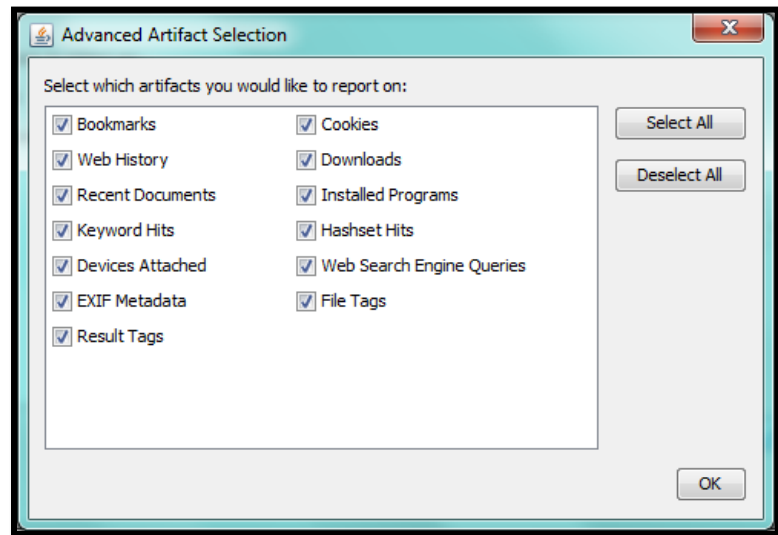 Advanced Artifact Selection
Select which artifacts you would like to report on:
Bookmarks
Cookies
Web History
Downloads
Recent Documents
Installed Programs
Keyword Hits
Hashset Hits
Devices Attached
Web Search Engine Queries
EXIF Metadata
File Tags
Result Tags
Select All
Deselect All
OK